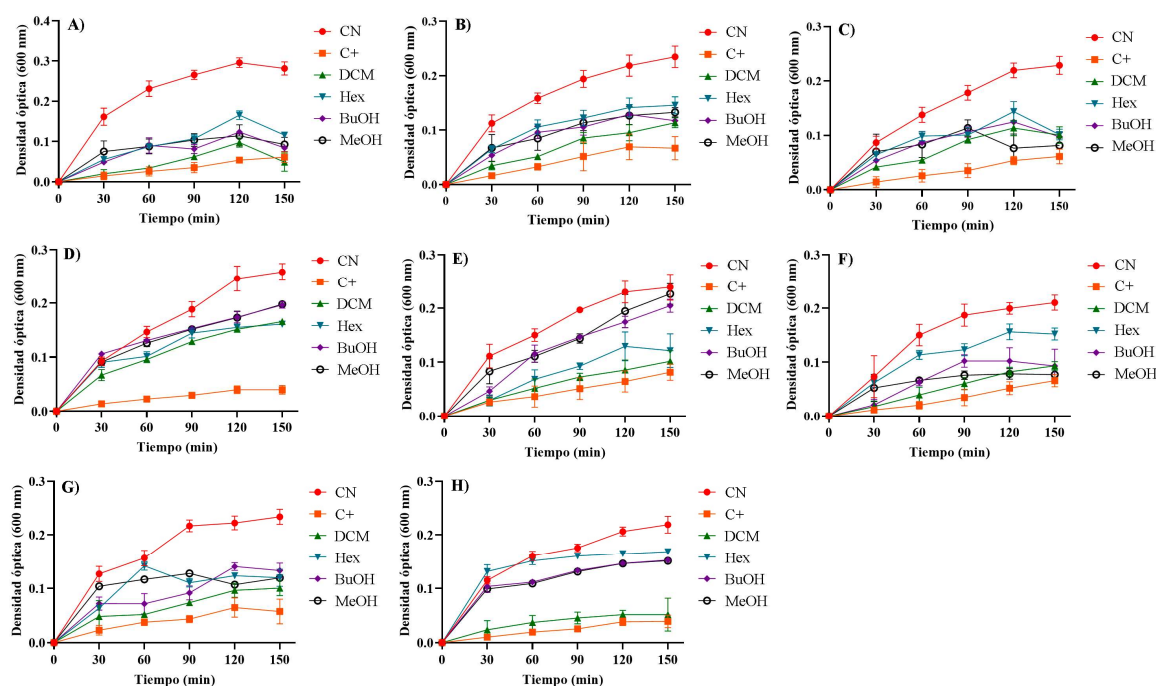 A)
Densidad óptica (600 nm)
0.4
0.3
0.2
0.1
0.0
0 30 60 90 120 150
Tiempo (min)
CN
C+
DCM
Hex
BuOH
MeOH
B)
Densidad óptica (600 nm)
0.3
0.2
0.1
0.0
0 30 60 90 120 150
Tiempo (min)
CN
C+
DCM
Hex
BuOH
MeOH
C)
Densidad óptica (600 nm)
0.3
0.2
0.1
0.0
0 30 60 90 120 150
Tiempo (min)
CN
C+
DCM
Hex
BuOH
MeOH
D)
Densidad óptica (600 nm)
0.3
0.2
0.1
0.0
0 30 60 90 120 150
Tiempo (min)
CN
C+
DCM
Hex
BuOH
MeOH
E)
Densidad óptica (600 nm)
0.3
0.2
0.1
0.0
0 30 60 90 120 150
Tiempo (min)
CN
C+
DCM
Hex
BuOH
MeOH
F)
Densidad óptica (600 nm)
0.3
0.2
0.1
0.0
0 30 60 90 120 150
Tiempo (min)
CN
C+
DCM
Hex
BuOH
MeOH
G)
Densidad óptica (600 nm)
0.3
0.2
0.1
0.0
0 30 60 90 120 150
Tiempo (min)
CN
C+
DCM
Hex
BuOH
MeOH
H)
Densidad óptica (600 nm)
0.3
0.2
0.1
0.0
0 30 60 90 120 150
Tiempo (min)
CN
C+
DCM
Hex
BuOH
MeOH